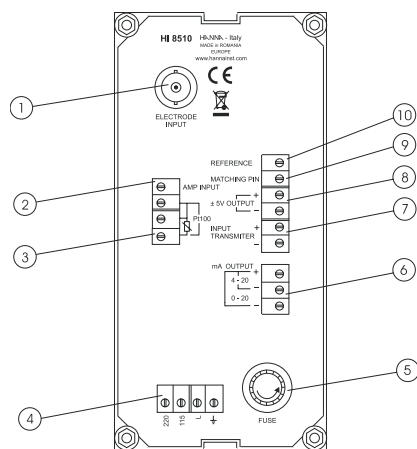 HI 8510
HANNA - Italy
MADE in ROMANIA
EUROPE
www.hannainst.com
CE
1
ELECTRODE
INPUT
10
REFERENCE
9
MATCHING PIN
2
AMP INPUT
8
+
± 5V OUTPUT
-
Pt100
7
INPUT +
TRANSMITER
-
3
mA OUTPUT +
4 - 20
-
6
0 - 20
-
4
220
115
L
5
FUSE